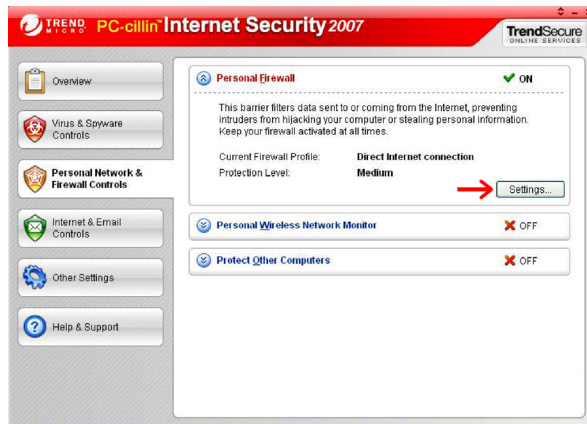 TREND MICRO PC-cillin™ Internet Security 2007
TrendSecure
ONLINE SERVICES
Overview
Virus & Spyware
Controls
Personal Network &
Firewall Controls
Internet & Email
Controls
Other Settings
Help & Support
Personal Firewall
ON
This barrier filters data sent to or coming from the Internet, preventing
intruders from hijacking your computer or stealing personal information.
Keep your firewall activated at all times.
Current Firewall Profile: Direct Internet connection
Protection Level: Medium
Settings...
Personal Wireless Network Monitor
OFF
Protect Other Computers
OFF